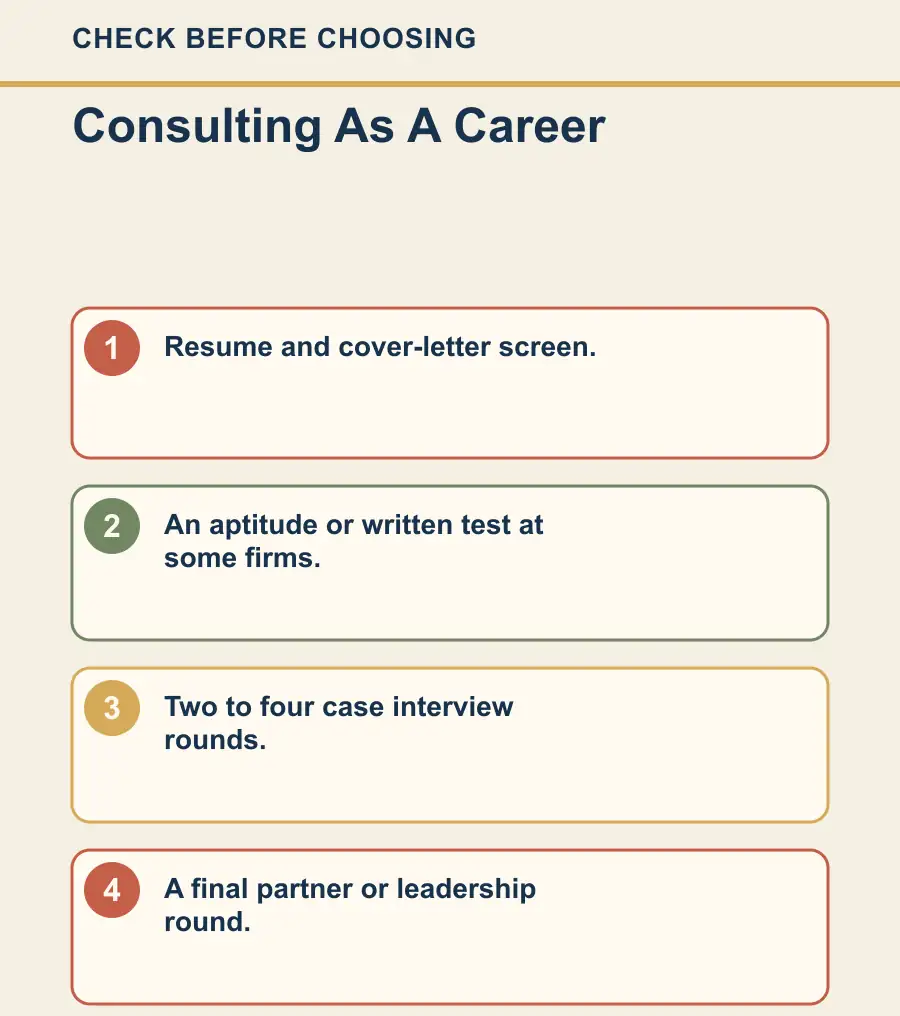 CHECK BEFORE CHOOSING
Consulting As A Career
1
Resume and cover-letter screen.
2
An aptitude or written test at
some firms.
3
Two to four case interview
rounds.
4
A final partner or leadership
round.